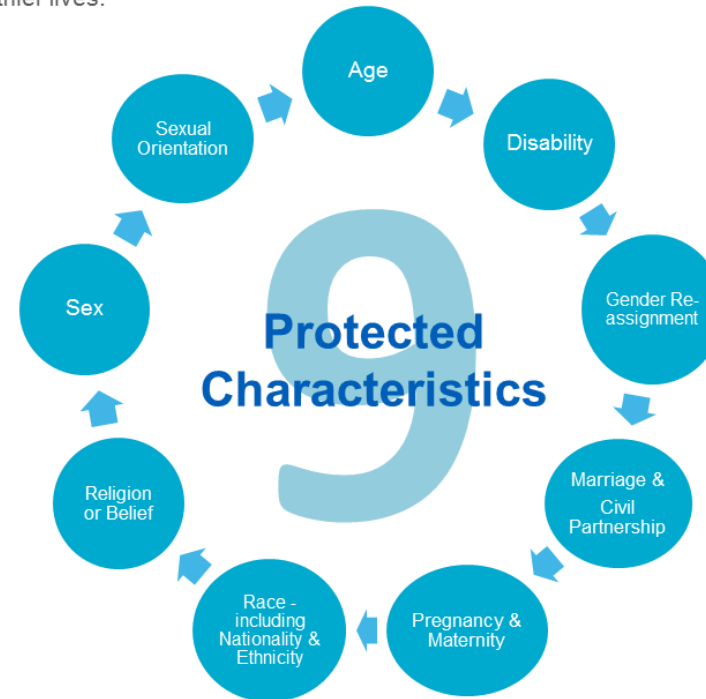 Age
Disability
Gender Re-
assignment
Marriage &
Civil
Partnership
Pregnancy &
Maternity
Race -
including
Nationality &
Ethnicity
Religion
or Belief
Sex
Sexual
Orientation
9
Protected
Characteristics